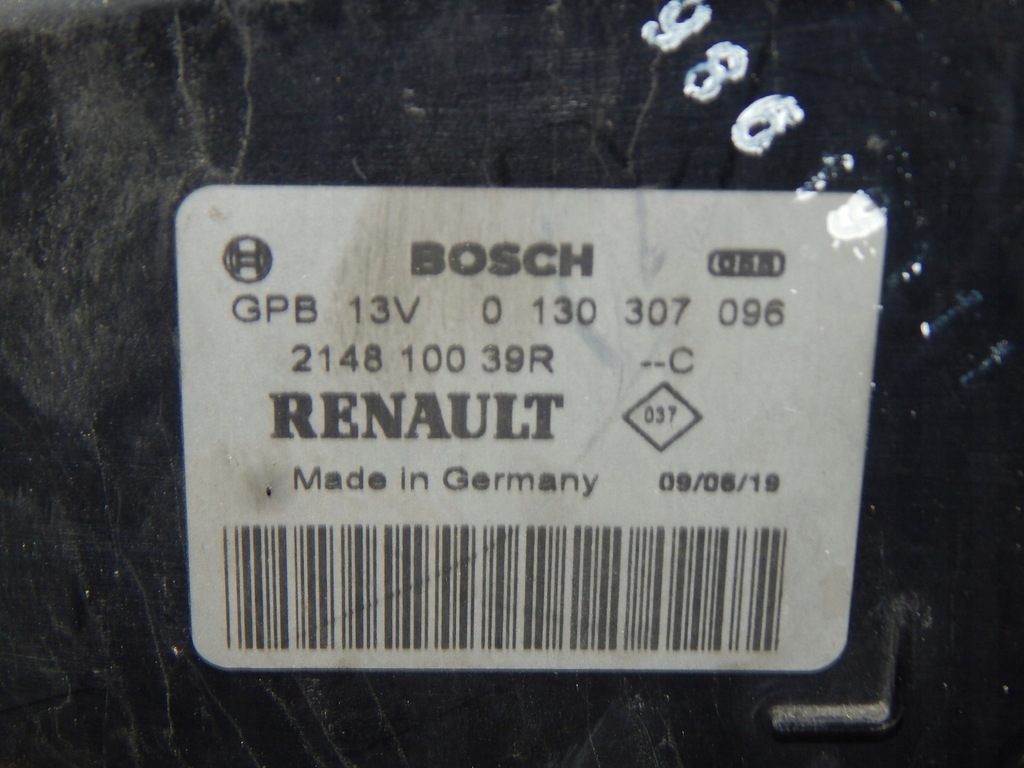 BOSCH
GPB 13V 0 130 307 096
2148 100 39R --C
RENAULT 037
Made in Germany 09/06/19